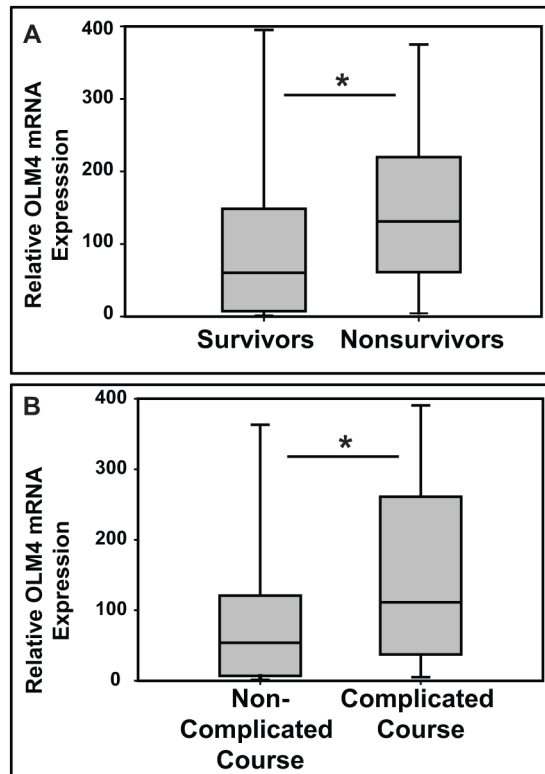 A
Relative OLM4 mRNA
Expresssion
400
300
200
100
0
*
Survivors
Nonsurvivors
B
Relative OLM4 mRNA
Expression
400
300
200
100
0
*
Non-
Complicated
Course
Complicated
Course